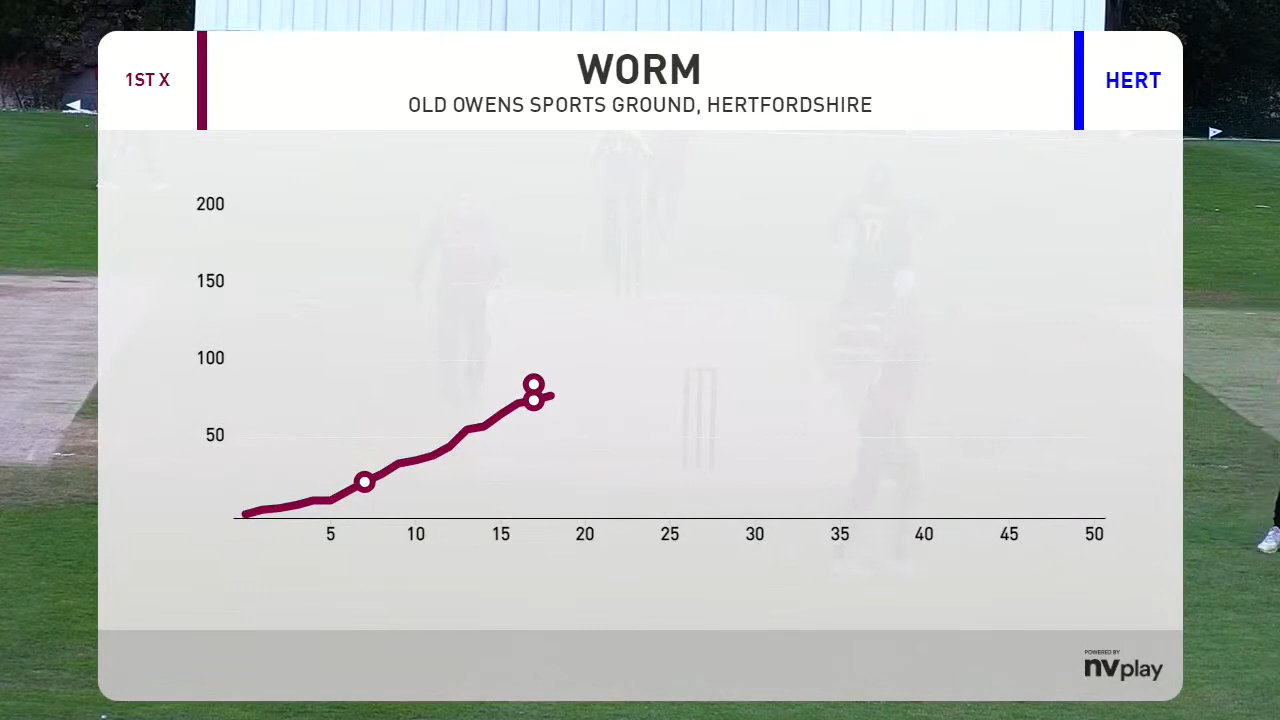 1ST X
WORM
OLD OWENS SPORTS GROUND, HERTFORDSHIRE
HERT
200
150
100
50
5 10 15 20 25 30 35 40 45 50
POWERED BY
nvplay